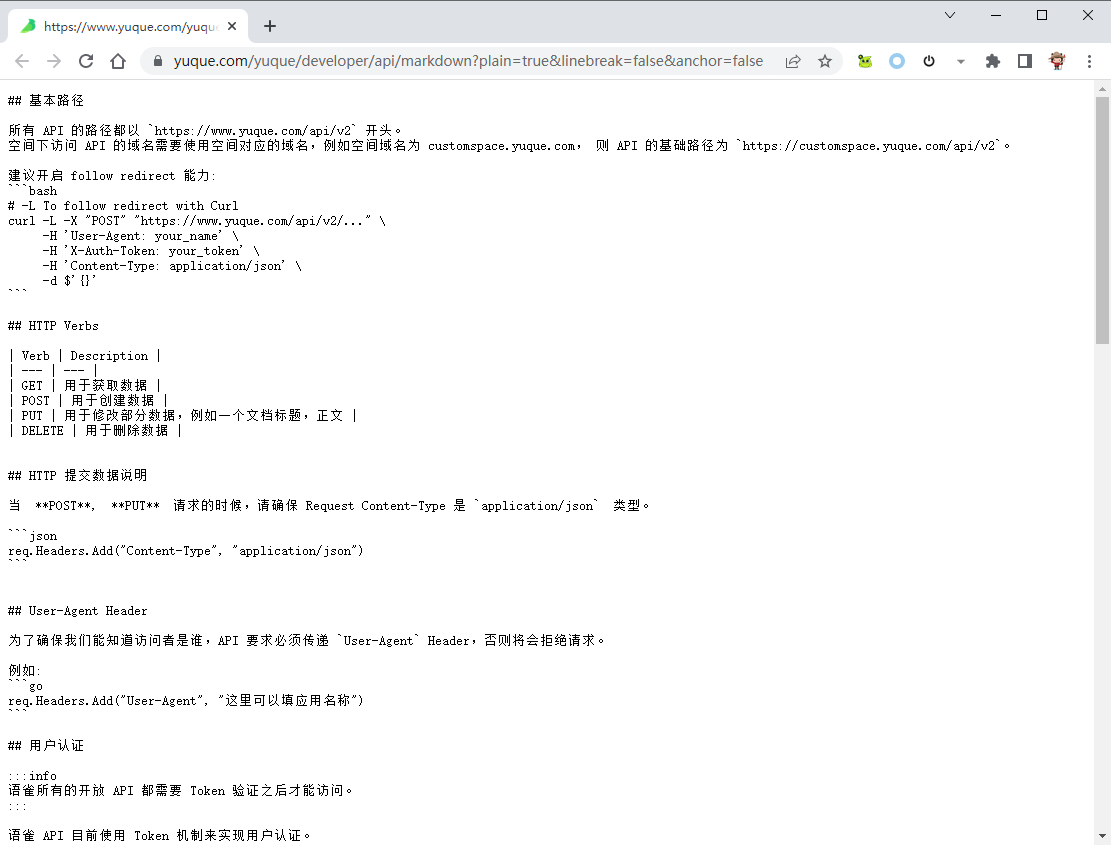 https://www.yuque.com/yuqu
yuque.com/yuque/developer/api/markdown?plain=true&linebreak=false&anchor=false
## 基本路径
所有 API 的路径都以 `https://www.yuque.com/api/v2` 开头。
空间下访问 API 的域名需要使用空间对应的域名，例如空间域名为 customspace.yuque.com， 则 API 的基础路径为 `https://customspace.yuque.com/api/v2`。
建议开启 follow redirect 能力:
```bash
# -L To follow redirect with Curl
curl -L -X "POST" "https://www.yuque.com/api/v2/..." \
     -H 'User-Agent: your_name' \
     -H 'X-Auth-Token: your_token' \
     -H 'Content-Type: application/json' \
     -d $'{}'
```
## HTTP Verbs
| Verb | Description |
| --- | --- |
| GET | 用于获取数据 |
| POST | 用于创建数据 |
| PUT | 用于修改部分数据，例如一个文档标题，正文 |
| DELETE | 用于删除数据 |
## HTTP 提交数据说明
当  **POST**,  **PUT**  请求的时候，请确保 Request Content-Type 是 `application/json`  类型。
```json
req.Headers.Add("Content-Type", "application/json")
```
## User-Agent Header
为了确保我们能知道访问者是谁，API 要求必须传递 `User-Agent` Header，否则将会拒绝请求。
例如:
```go
req.Headers.Add("User-Agent", "这里可以填应用名称")
```
## 用户认证
:::info
语雀所有的开放 API 都需要 Token 验证之后才能访问。
:::
语雀 API 目前使用 Token 机制来实现用户认证。